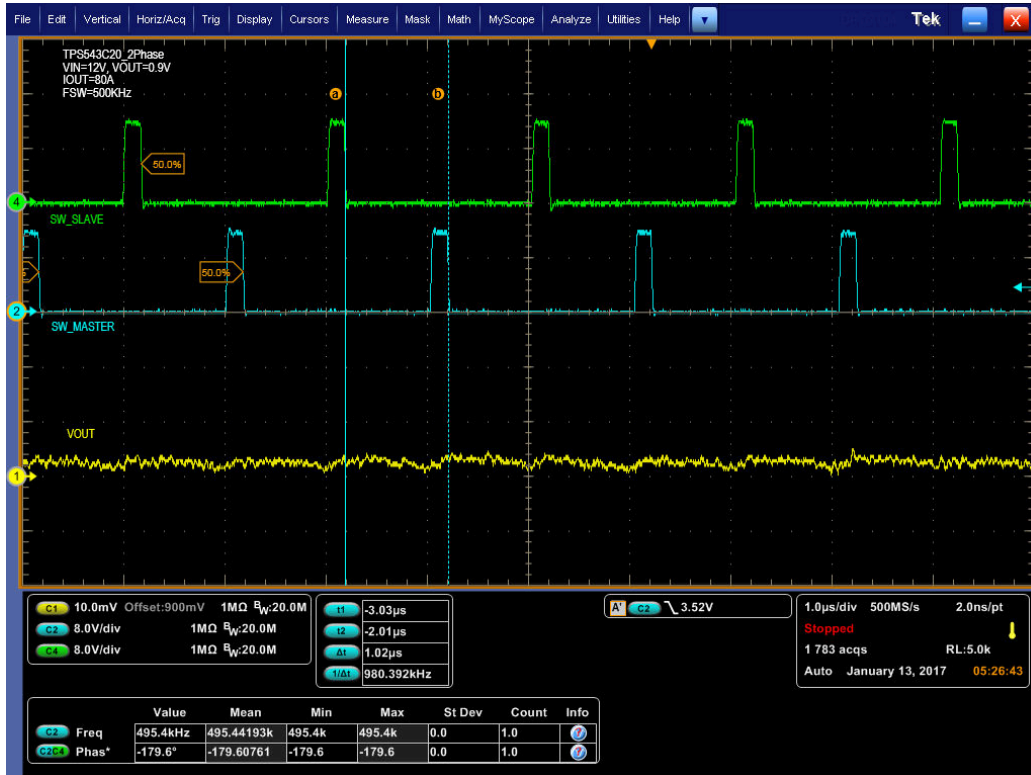 File Edit Vertical Horiz/Acq Trig Display Cursors Measure Mask Math MyScope Analyze Utilities Help Tek X
TPS543C20_2Phase
VIN=12V, VOUT=0.9V
IOUT=80A
FSW=500KHz
a b
50.0%
4
SW_SLAVE
50.0%
2
SW_MASTER
VOUT
1
C1 10.0mV Offset:900mV 1MΩ BW:20.0M
C2 8.0V/div 1MΩ BW:20.0M
C4 8.0V/div 1MΩ BW:20.0M
t1 -3.03µs
t2 -2.01µs
Δt 1.02µs
1/Δt 980.392kHz
A' C2 3.52V
1.0µs/div 500MS/s 2.0ns/pt
Stopped
1 783 acqs RL:5.0k
Auto January 13, 2017 05:26:43
Value Mean Min Max St Dev Count Info
C2 Freq 495.4kHz 495.44193k 495.4k 495.4k 0.0 1.0
C2C4 Phas* -179.6° -179.60761 -179.6 -179.6 0.0 1.0